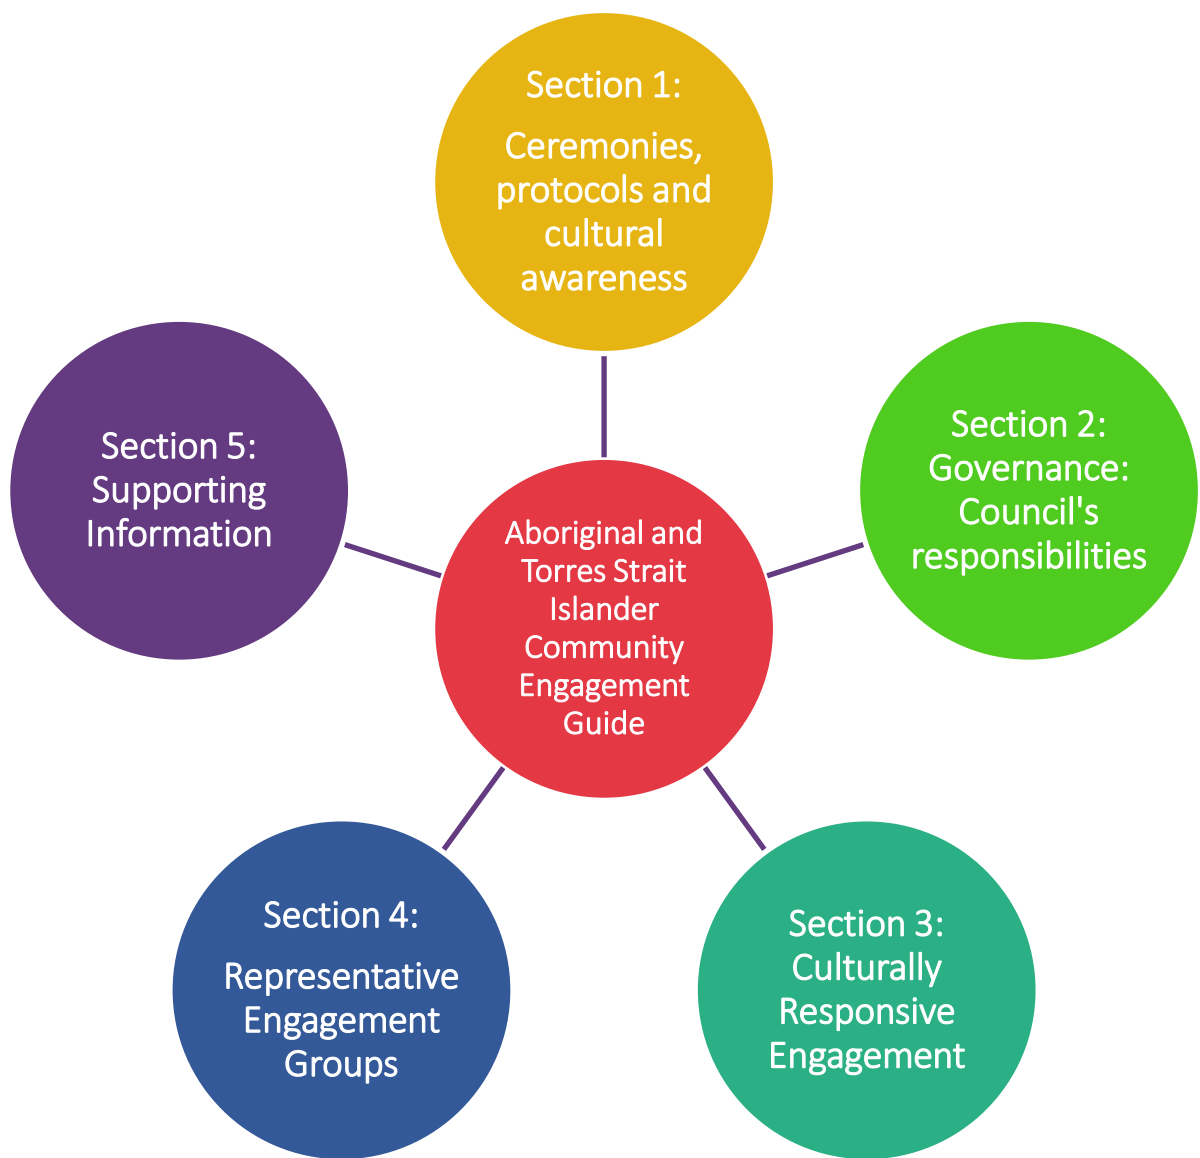 Section 1:
Ceremonies,
protocols and
cultural
awareness
Section 2:
Governance:
Council's
responsibilities
Section 3:
Culturally
Responsive
Engagement
Section 4:
Representative
Engagement
Groups
Section 5:
Supporting
Information
Aboriginal and
Torres Strait
Islander
Community
Engagement
Guide